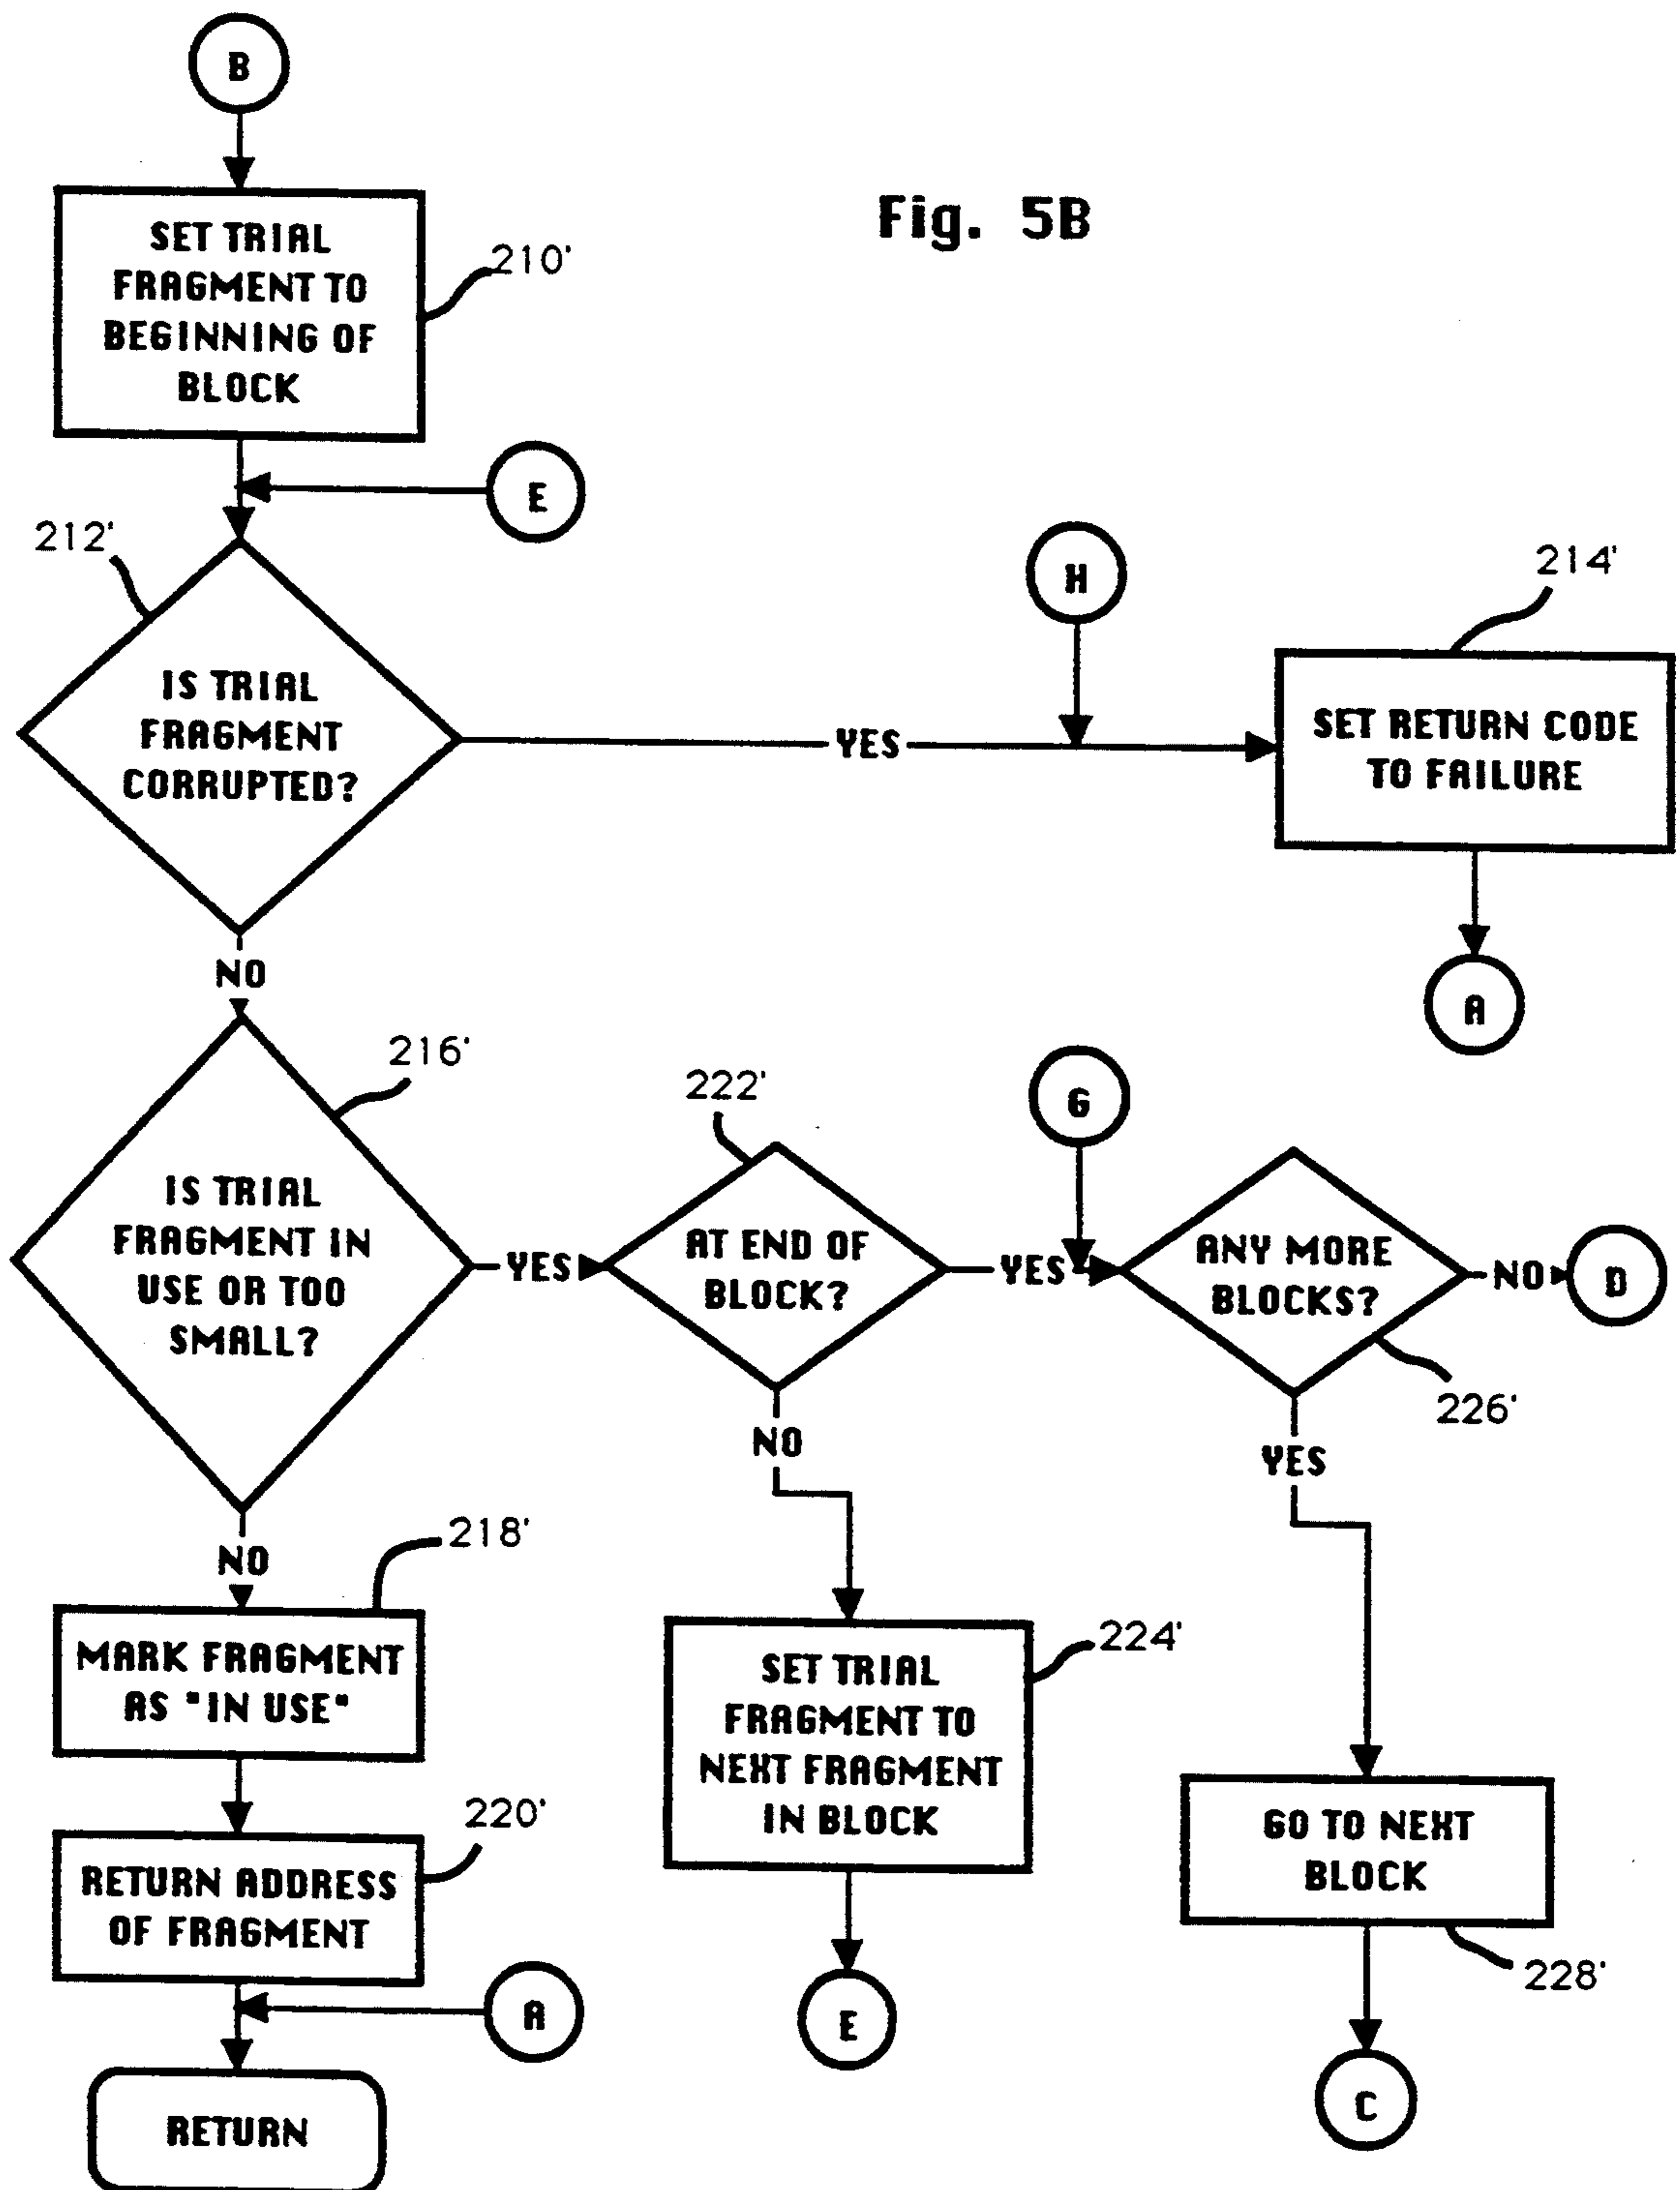 B
Fig. 5B
SET TRIAL
FRAGMENT TO
BEGINNING OF
BLOCK
210'
E
212'
H
214'
IS TRIAL
FRAGMENT
CORRUPTED?
YES
SET RETURN CODE
TO FAILURE
NO
A
216'
222'
G
IS TRIAL
FRAGMENT IN
USE OR TOO
SMALL?
YES
AT END OF
BLOCK?
YES
ANY MORE
BLOCKS?
NO
D
226'
NO
YES
NO
218'
MARK FRAGMENT
AS "IN USE"
224'
SET TRIAL
FRAGMENT TO
NEXT FRAGMENT
IN BLOCK
220'
GO TO NEXT
BLOCK
RETURN ADDRESS
OF FRAGMENT
228'
A
E
C
RETURN